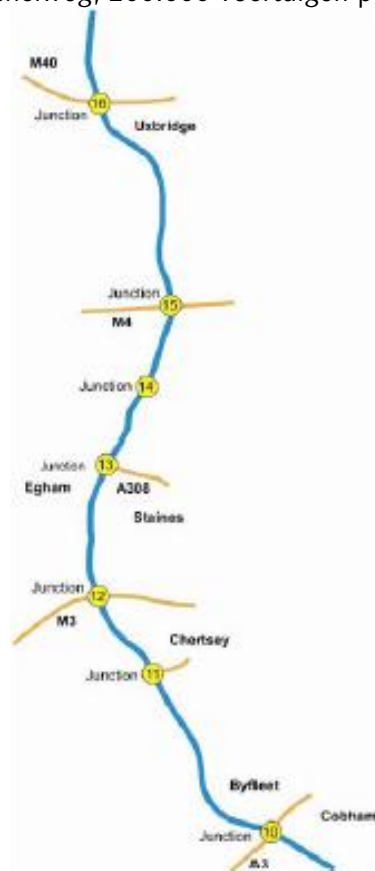 200.000 voertuigen p
M40
16
Junction
Uxbridge
Junction
15
M4
Junction 14
Junction 13
Egham
A308
Staines
Junction
12
M3
Chertsey
Junction 11
Byfleet
Cobham
Junction 10
A3